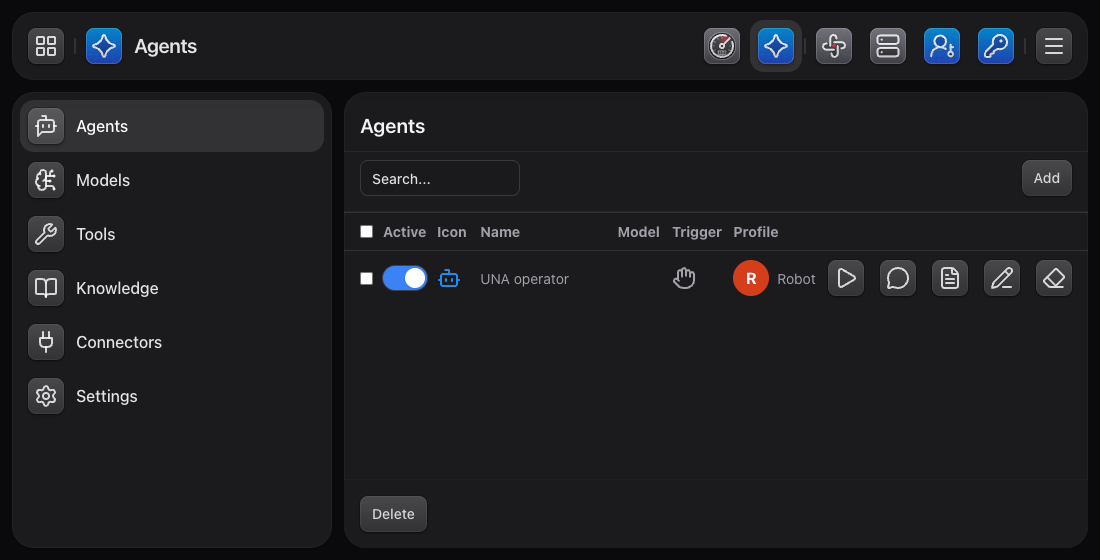 Agents
Agents
Models
Tools
Knowledge
Connectors
Settings
Agents
Search...
Add
Active Icon Name Model Trigger Profile
UNA operator R Robot
Delete